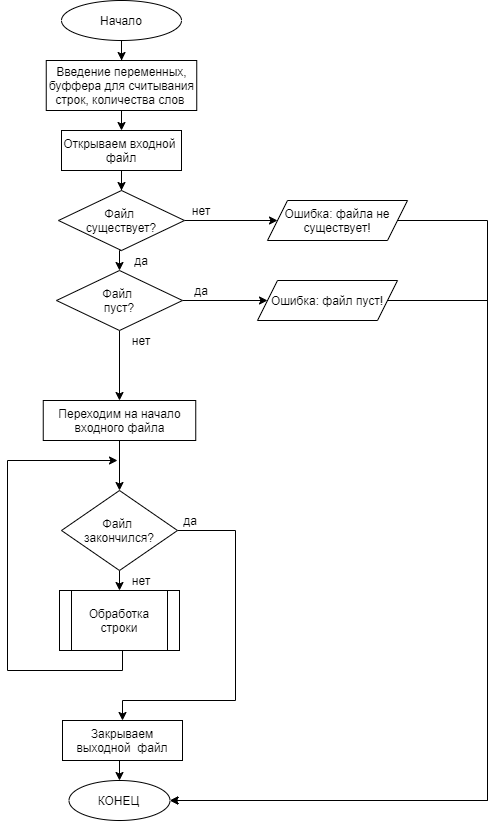 Начало
Введение переменных,
буффера для считывания
строк, количества слов
Открываем входной
файл
Файл
существует?
нет
Ошибка: файла не
существует!
да
Файл
пуст?
да
Ошибка: файл пуст!
нет
Переходим на начало
входного файла
Файл
закончился?
да
нет
Обработка
строки
Закрываем
выходной файл
КОНЕЦ